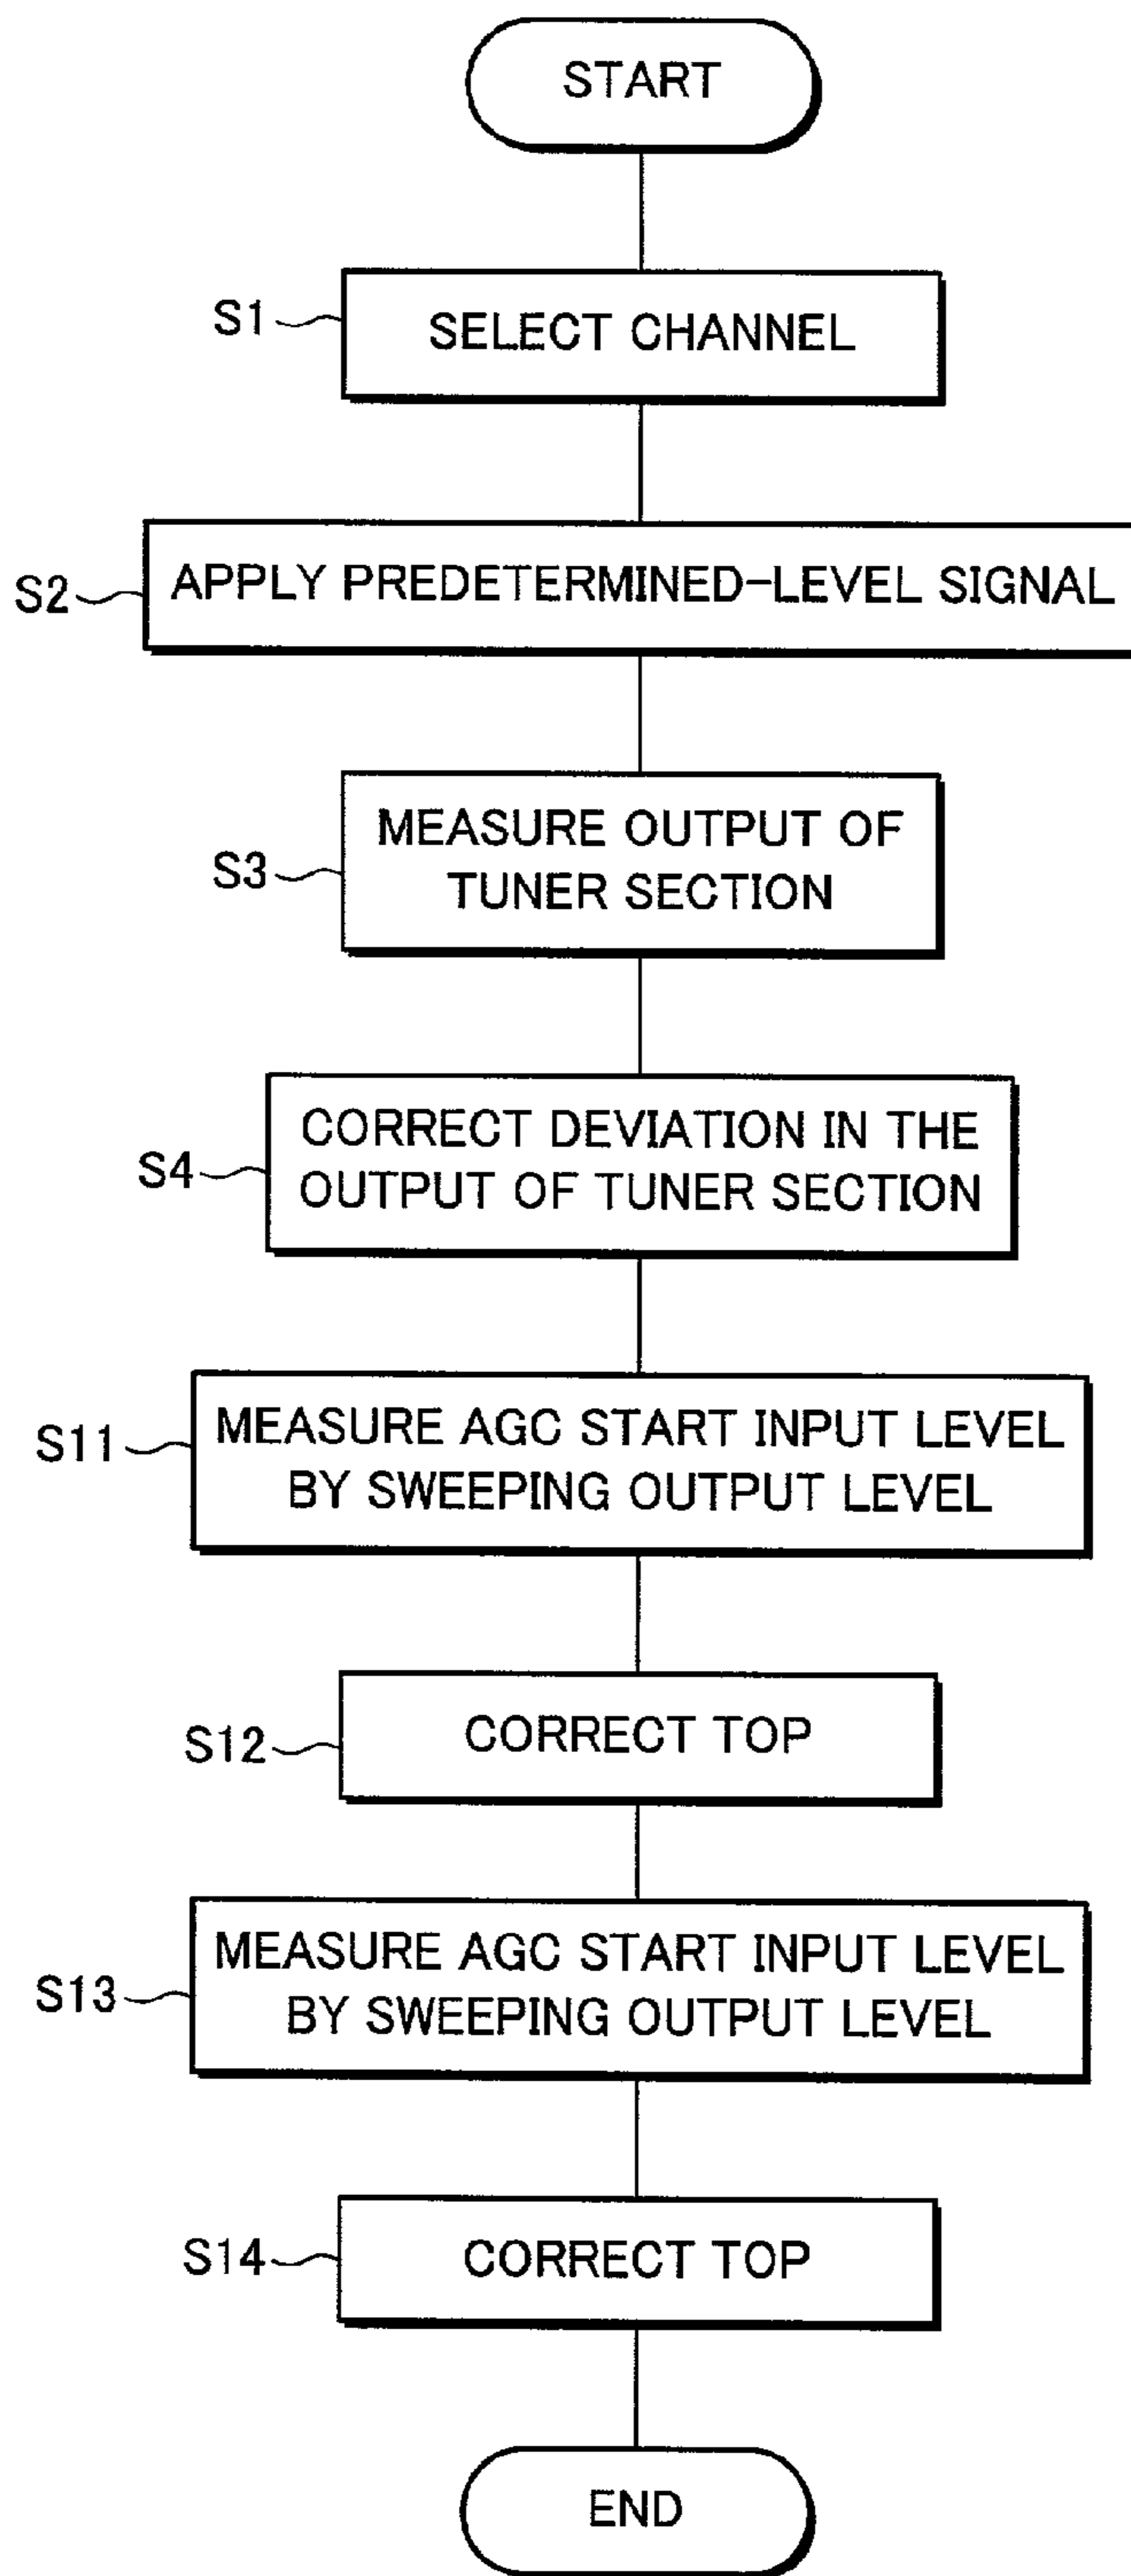 START
S1
SELECT CHANNEL
S2
APPLY PREDETERMINED-LEVEL SIGNAL
S3
MEASURE OUTPUT OF
TUNER SECTION
S4
CORRECT DEVIATION IN THE
OUTPUT OF TUNER SECTION
S11
MEASURE AGC START INPUT LEVEL
BY SWEEPING OUTPUT LEVEL
S12
CORRECT TOP
S13
MEASURE AGC START INPUT LEVEL
BY SWEEPING OUTPUT LEVEL
S14
CORRECT TOP
END